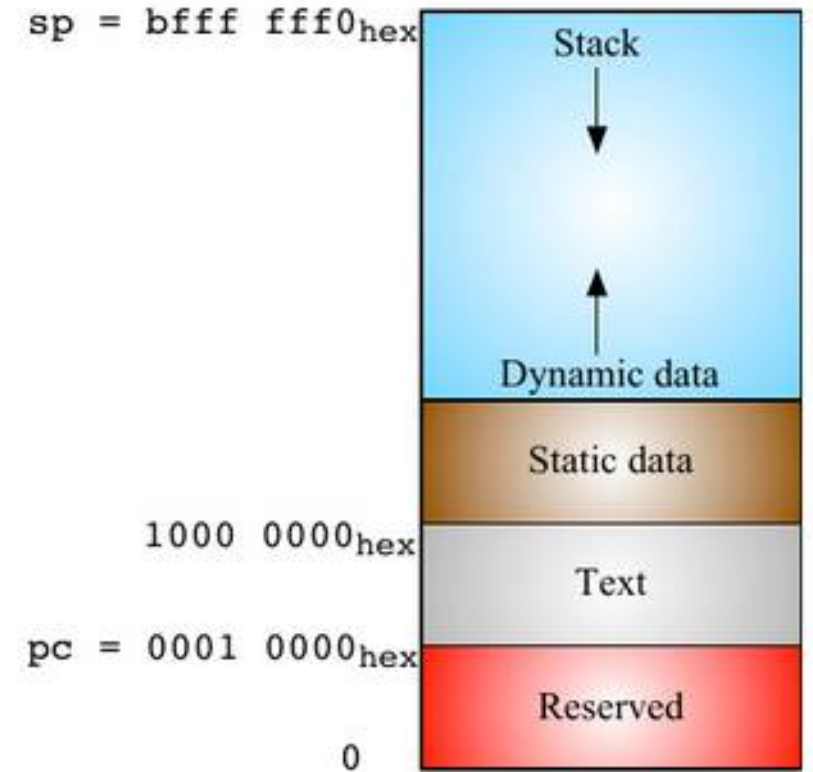 sp = bfff fff0hex
Stack
Dynamic data
Static data
1000 0000hex
Text
pc = 0001 0000hex
Reserved
0